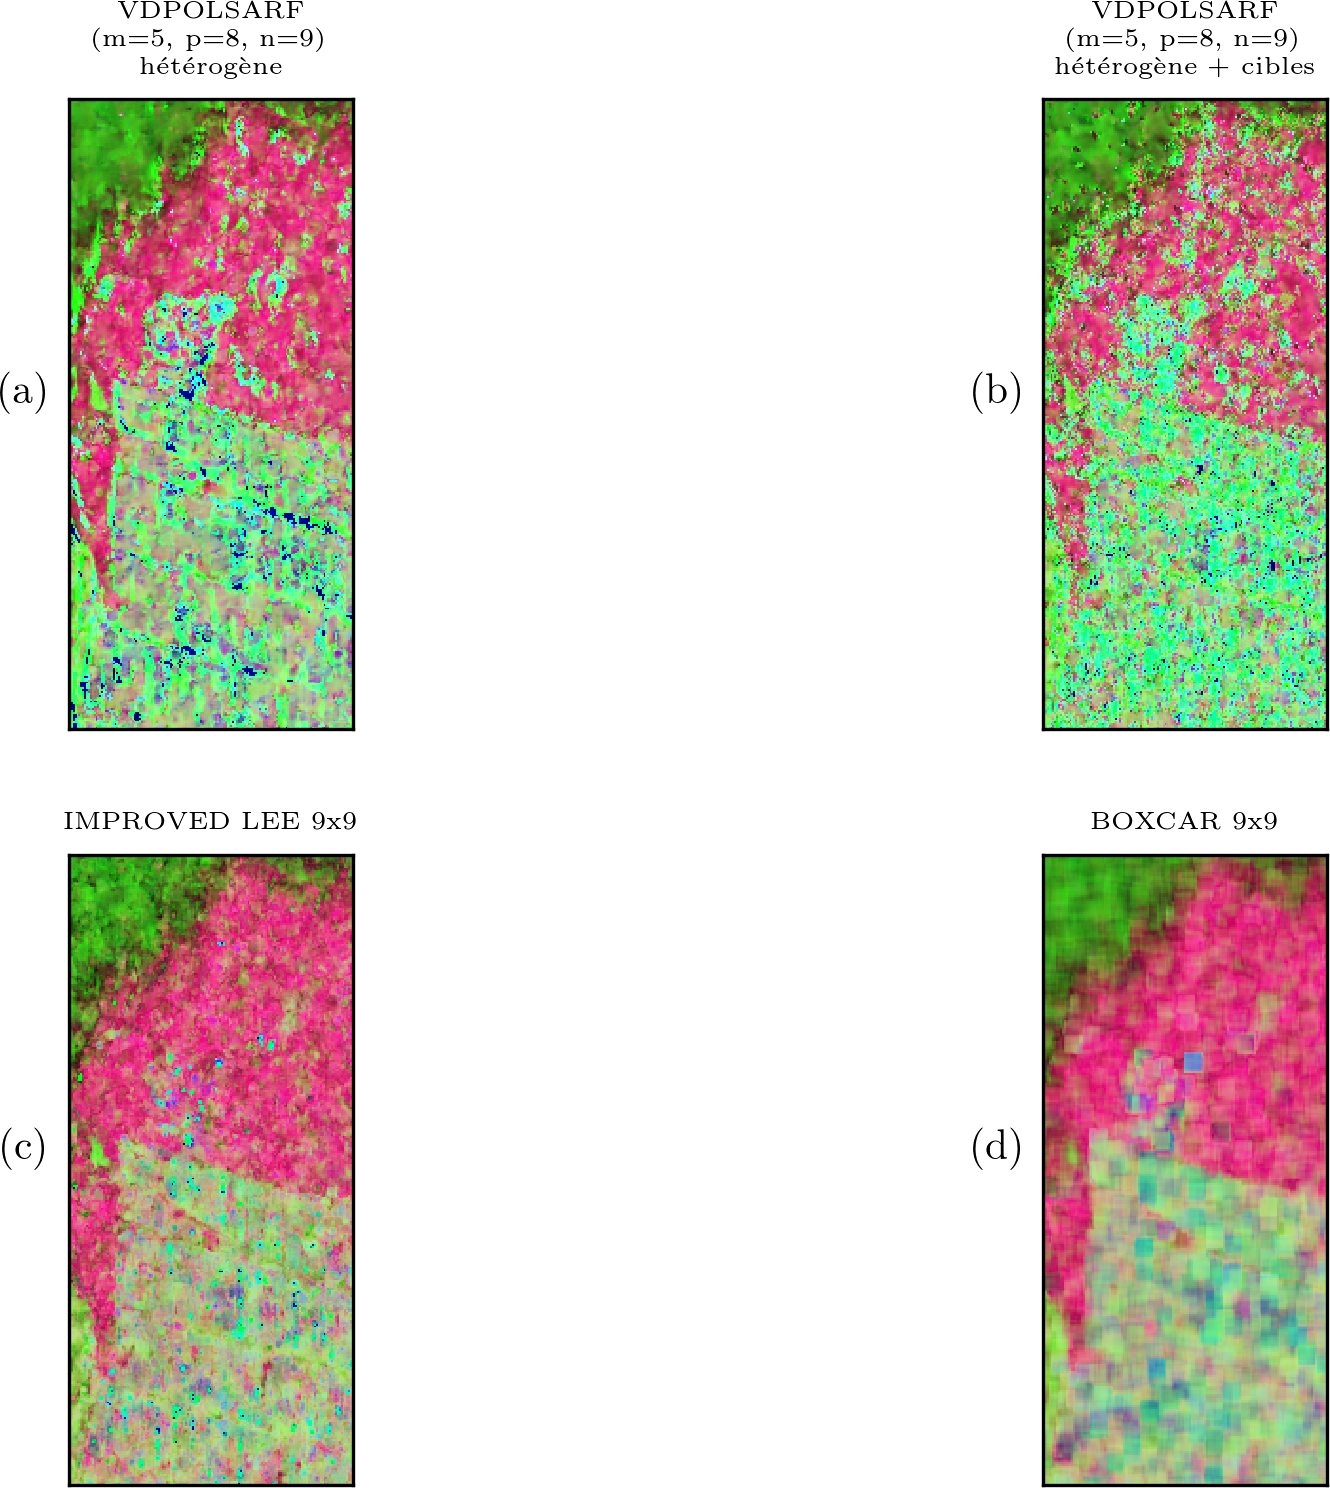 VDPOLSARF
(m=5, p=8, n=9)
hétérogène
VDPOLSARF
(m=5, p=8, n=9)
hétérogène + cibles
(a)
(b)
IMPROVED LEE 9x9
BOXCAR 9x9
(c)
(d)